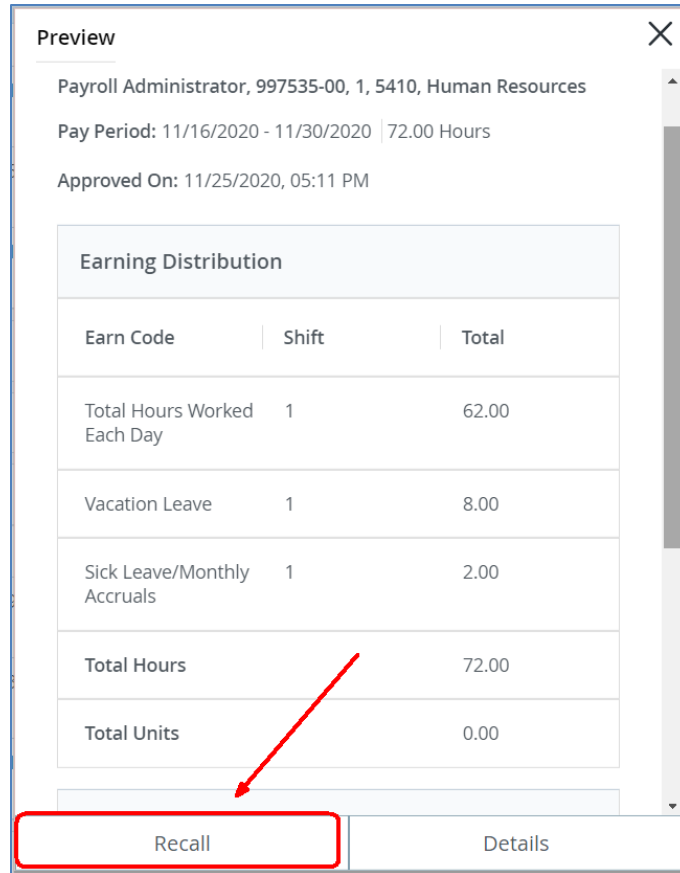 Preview
Payroll Administrator, 997535-00, 1, 5410, Human Resources
Pay Period: 11/16/2020 - 11/30/2020 72.00 Hours
Approved On: 11/25/2020, 05:11 PM
Earning Distribution
Earn Code Shift Total
Total Hours Worked 1 62.00
Each Day
Vacation Leave 1 8.00
Sick Leave/Monthly 1 2.00
Accruals
Total Hours 72.00
Total Units 0.00
Recall Details